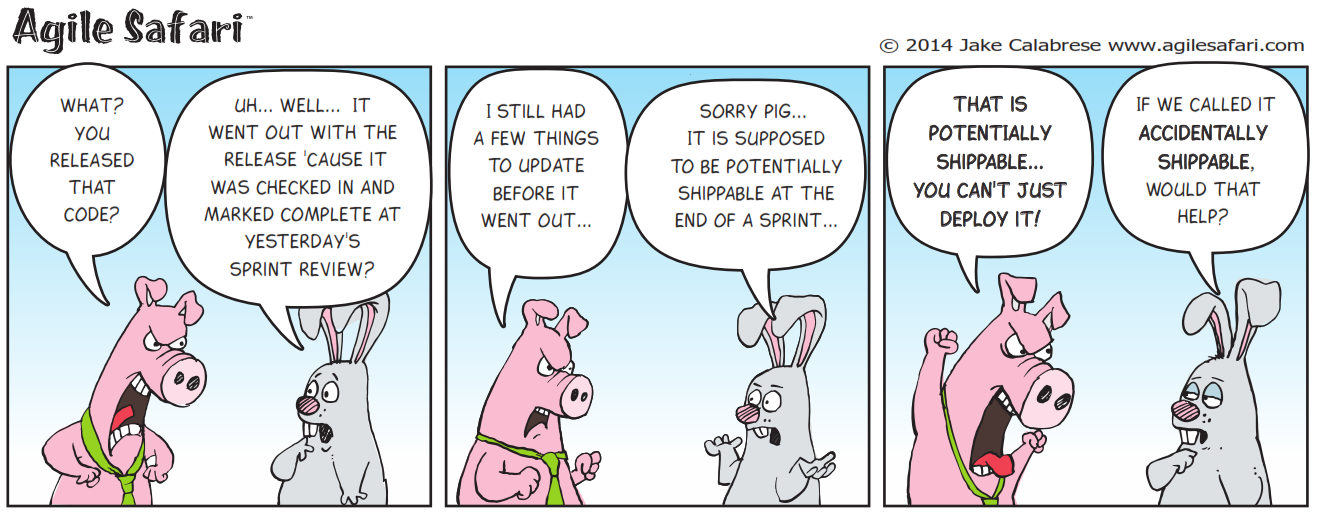 Agile Safari™
© 2014 Jake Calabrese www.agilesafari.com
WHAT?
YOU
RELEASED
THAT
CODE?
UH... WELL... IT
WENT OUT WITH THE
RELEASE 'CAUSE IT
WAS CHECKED IN AND
MARKED COMPLETE AT
YESTERDAY'S
SPRINT REVIEW?
I STILL HAD
A FEW THINGS
TO UPDATE
BEFORE IT
WENT OUT...
SORRY PIG...
IT IS SUPPOSED
TO BE POTENTIALLY
SHIPPABLE AT THE
END OF A SPRINT...
THAT IS
POTENTIALLY
SHIPPABLE...
YOU CAN'T JUST
DEPLOY IT!
IF WE CALLED IT
ACCIDENTALLY
SHIPPABLE,
WOULD THAT
HELP?